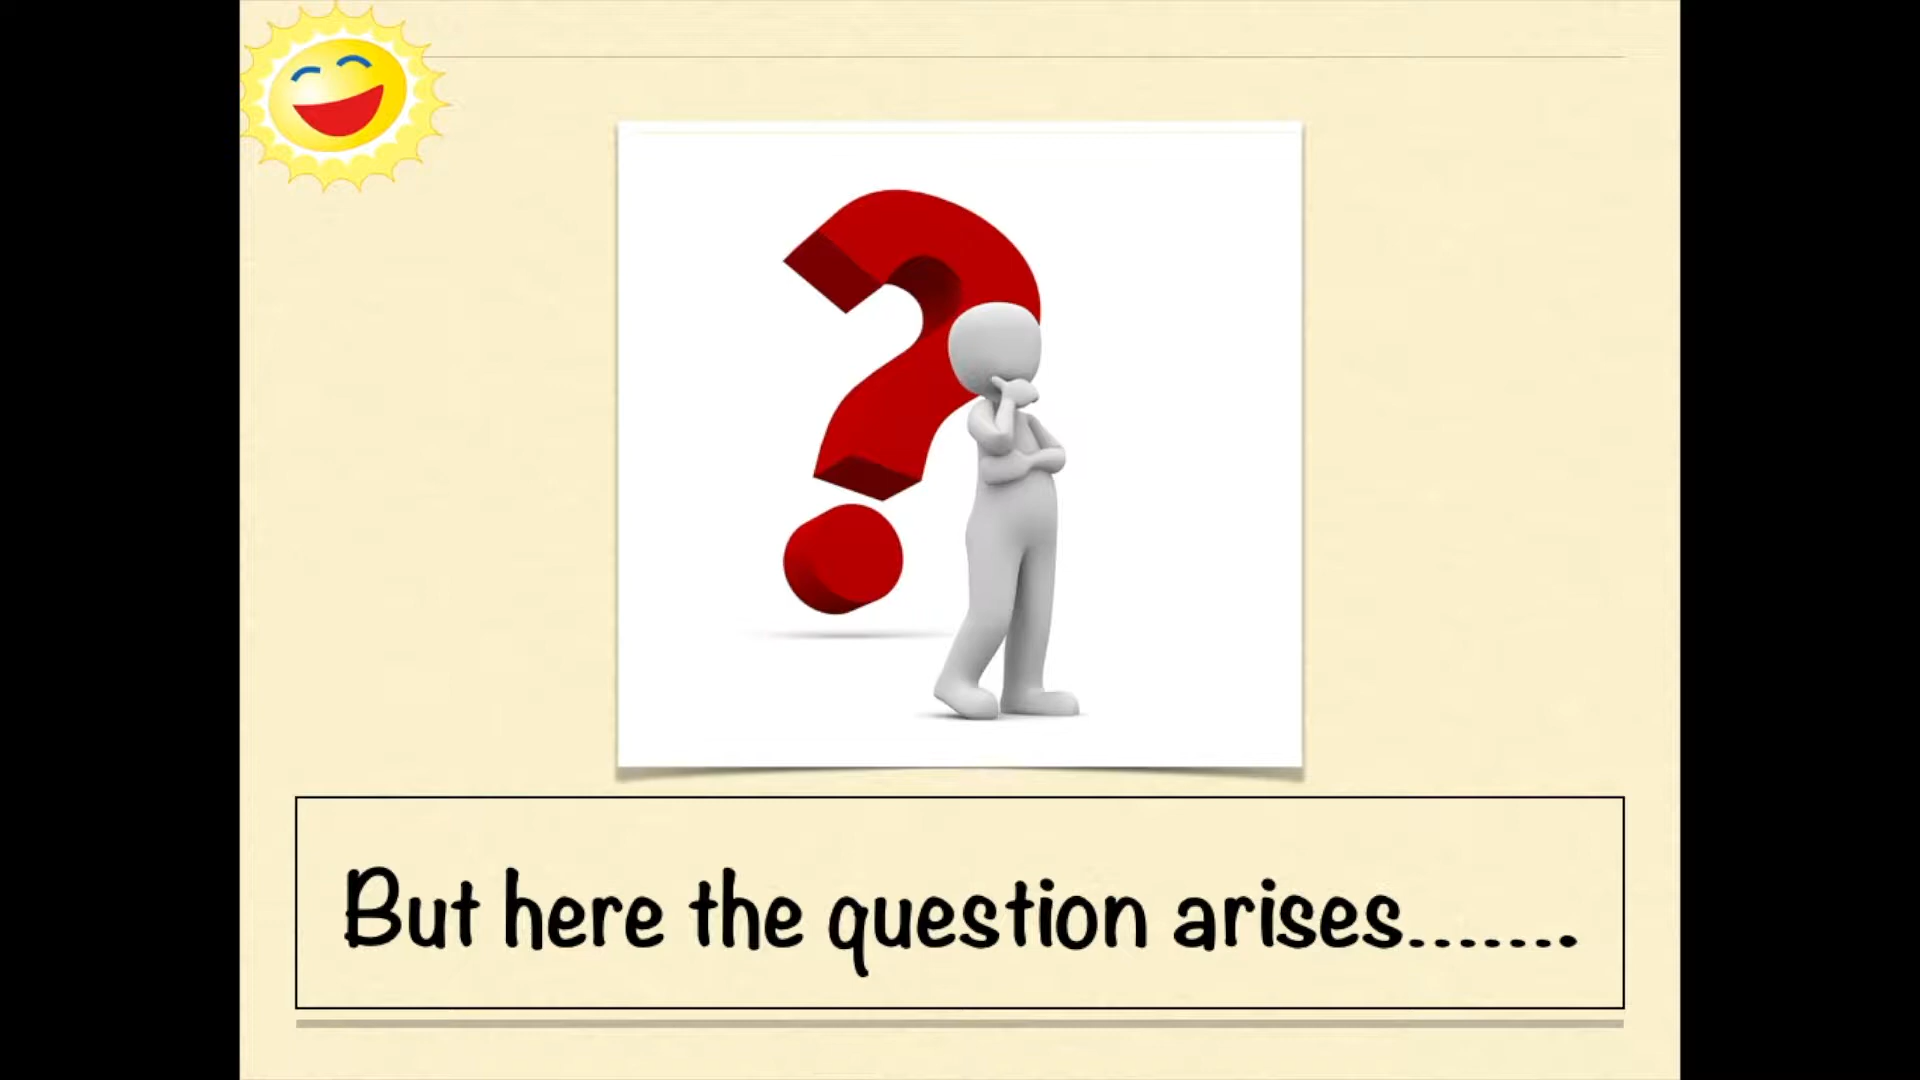 But here the question arises.......